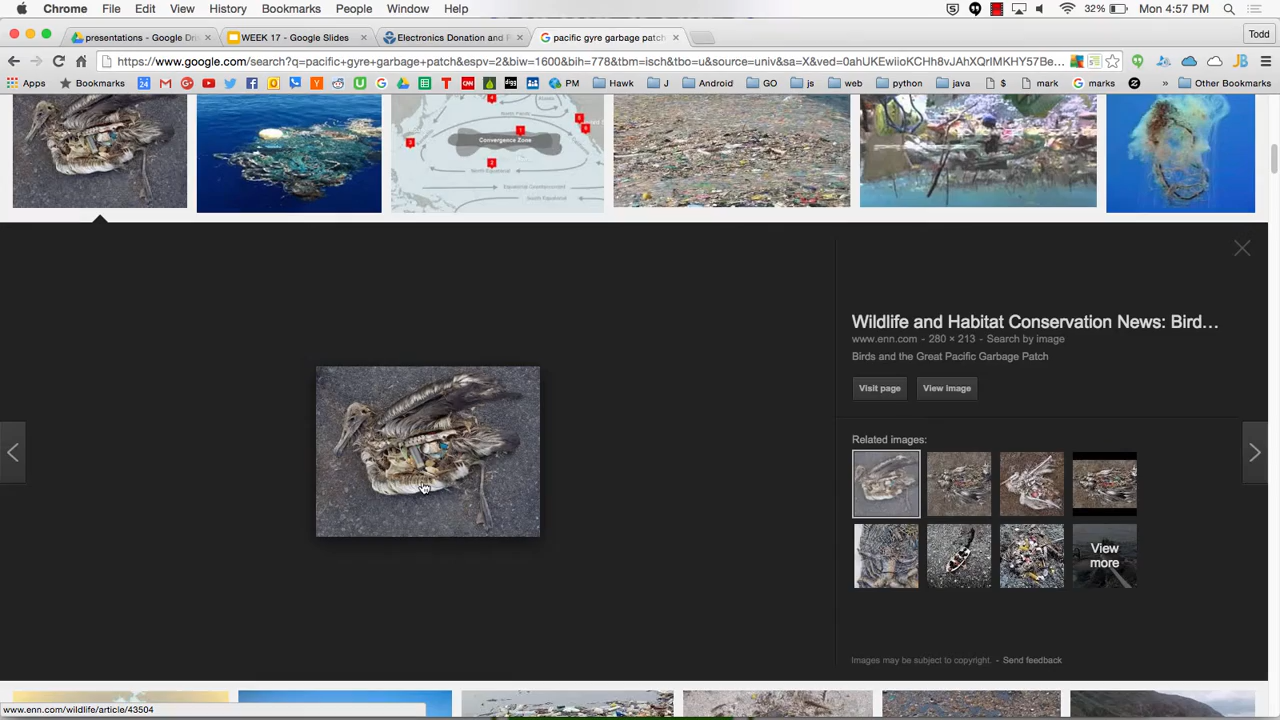 Chrome File Edit View History Bookmarks People Window Help 32% Mon 4:57 PM
presentations - Google Dri WEEK 17 - Google Slides Electronics Donation and R pacific gyre garbage patch Todd
https://www.google.com/search?q=pacific+gyre+garbage+patch&espv=2&biw=1600&bih=778&tbm=isch&tbo=u&source=univ&sa=X&ved=0ahUKEwiioKCHh8vJAhXQrIMKHY57Be...
Apps Bookmarks 24 PM Hawk J Android GO js web python java $ mark marks Other Bookmarks
Convergence Zone
Wildlife and Habitat Conservation News: Bird...
www.enn.com - 280 × 213 - Search by image
Birds and the Great Pacific Garbage Patch
Visit page View image
Related images:
View
more
Images may be subject to copyright. - Send feedback
www.enn.com/wildlife/article/43504